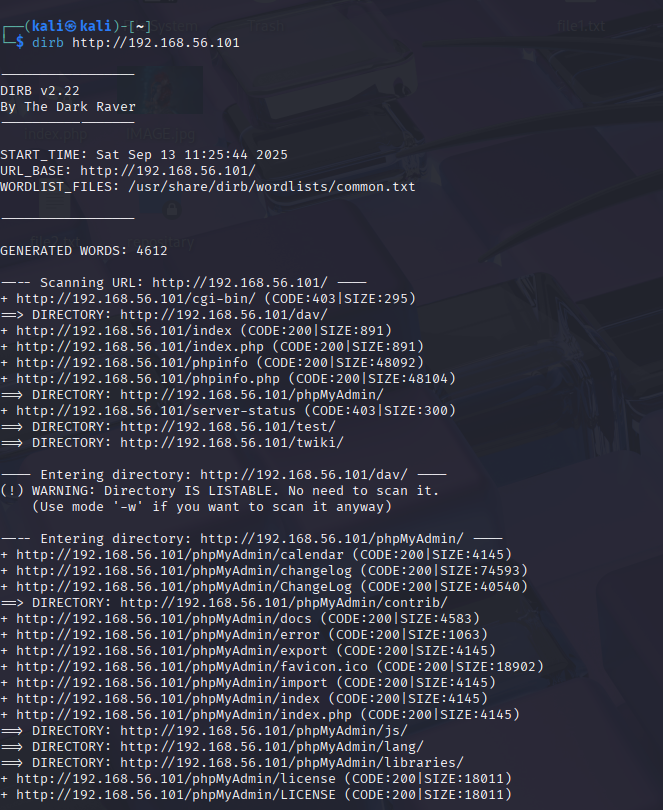 System
Trash
file1.txt
┌──(kali㉿kali)-[~]
└─$ dirb http://192.168.56.101
-----------------
DIRB v2.22
By The Dark Raver
-----------------
index.php
START_TIME: Sat Sep 13 11:25:44 2025
URL_BASE: http://192.168.56.101/
WORDLIST_FILES: /usr/share/dirb/wordlists/common.txt
-----------------
GENERATED WORDS: 4612
---- Scanning URL: http://192.168.56.101/ ----
+ http://192.168.56.101/cgi-bin/ (CODE:403|SIZE:295)
==> DIRECTORY: http://192.168.56.101/dav/
+ http://192.168.56.101/index (CODE:200|SIZE:891)
+ http://192.168.56.101/index.php (CODE:200|SIZE:891)
+ http://192.168.56.101/phpinfo (CODE:200|SIZE:48092)
+ http://192.168.56.101/phpinfo.php (CODE:200|SIZE:48104)
==> DIRECTORY: http://192.168.56.101/phpMyAdmin/
+ http://192.168.56.101/server-status (CODE:403|SIZE:300)
==> DIRECTORY: http://192.168.56.101/test/
==> DIRECTORY: http://192.168.56.101/twiki/
---- Entering directory: http://192.168.56.101/dav/ ----
(!) WARNING: Directory IS LISTABLE. No need to scan it.
(Use mode '-w' if you want to scan it anyway)
---- Entering directory: http://192.168.56.101/phpMyAdmin/ ----
+ http://192.168.56.101/phpMyAdmin/calendar (CODE:200|SIZE:4145)
+ http://192.168.56.101/phpMyAdmin/changelog (CODE:200|SIZE:74593)
+ http://192.168.56.101/phpMyAdmin/ChangeLog (CODE:200|SIZE:40540)
==> DIRECTORY: http://192.168.56.101/phpMyAdmin/contrib/
+ http://192.168.56.101/phpMyAdmin/docs (CODE:200|SIZE:4583)
+ http://192.168.56.101/phpMyAdmin/error (CODE:200|SIZE:1063)
+ http://192.168.56.101/phpMyAdmin/export (CODE:200|SIZE:4145)
+ http://192.168.56.101/phpMyAdmin/favicon.ico (CODE:200|SIZE:18902)
+ http://192.168.56.101/phpMyAdmin/import (CODE:200|SIZE:4145)
+ http://192.168.56.101/phpMyAdmin/index (CODE:200|SIZE:4145)
+ http://192.168.56.101/phpMyAdmin/index.php (CODE:200|SIZE:4145)
==> DIRECTORY: http://192.168.56.101/phpMyAdmin/js/
==> DIRECTORY: http://192.168.56.101/phpMyAdmin/lang/
==> DIRECTORY: http://192.168.56.101/phpMyAdmin/libraries/
+ http://192.168.56.101/phpMyAdmin/license (CODE:200|SIZE:18011)
+ http://192.168.56.101/phpMyAdmin/LICENSE (CODE:200|SIZE:18011)